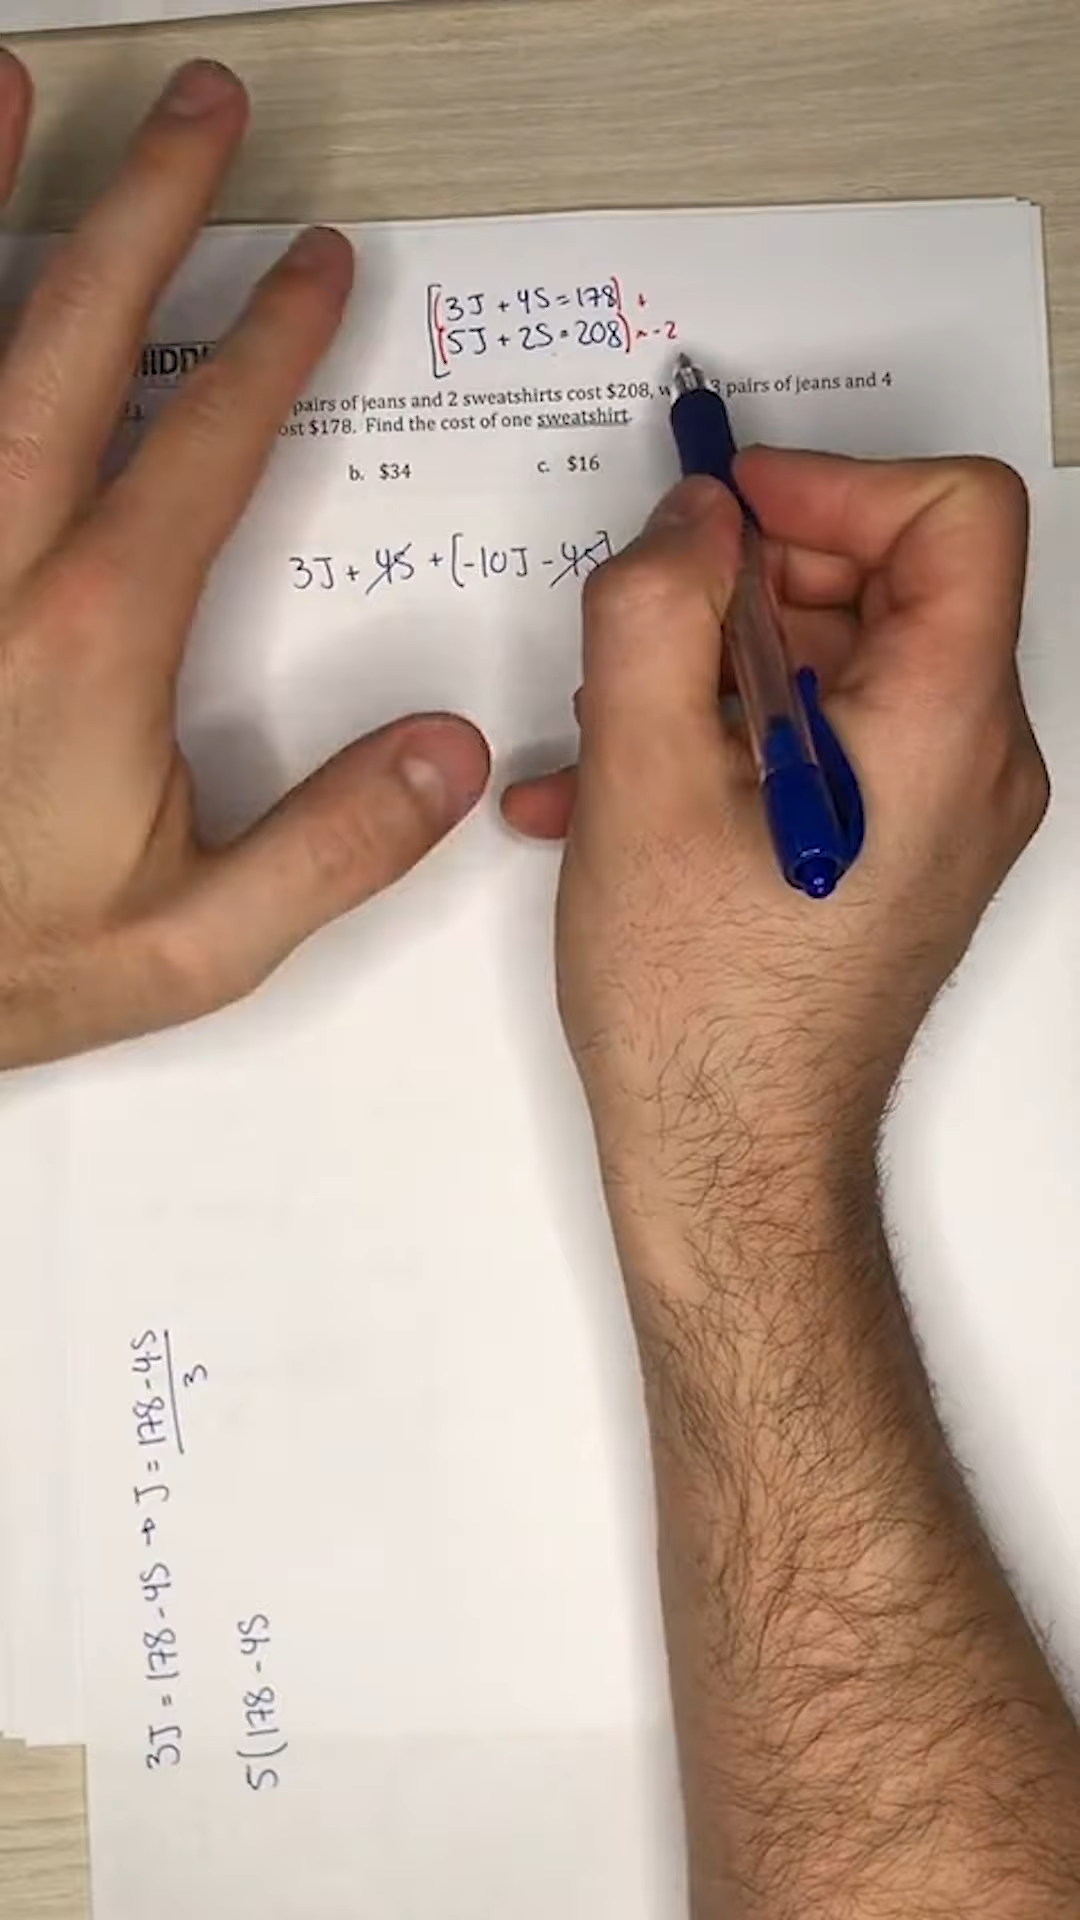 3J + 4S = 178) +
(5J + 2S = 208) · -2
pairs of jeans and 2 sweatshirts cost $208, 3 pairs of jeans and 4
ost $178. Find the cost of one sweatshirt.
b. $34 c. $16
3J + 4S + [-10J - 4S]
3J = 178 - 4S → J = 178 - 4S
3
5(178 - 4S